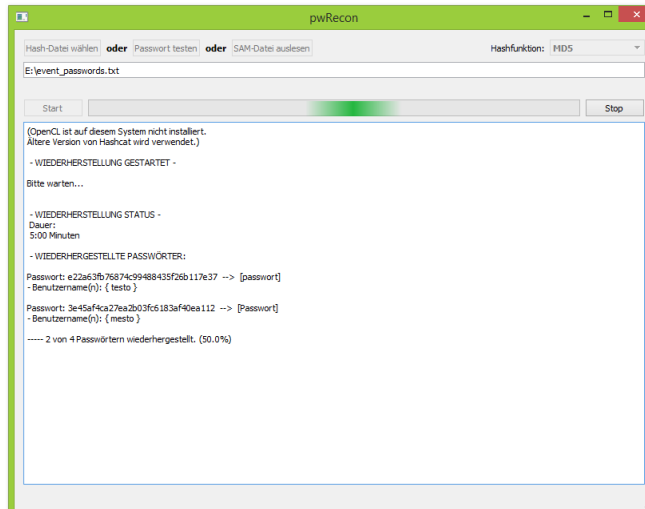 pwRecon
Hash-Datei wählen oder Passwort testen oder SAM-Datei auslesen Hashfunktion: MD5
E:\event_passwords.txt
Start Stop
(OpenCL ist auf diesem System nicht installiert.
Ältere Version von Hashcat wird verwendet.)
- WIEDERHERSTELLUNG GESTARTET -
Bitte warten...
- WIEDERHERSTELLUNG STATUS -
Dauer:
5:00 Minuten
- WIEDERHERGESTELLTE PASSWÖRTER:
Passwort: e22a63fb76874c99488435f26b117e37 --> [passwort]
- Benutzername(n): { testo }
Passwort: 3e45af4ca27ea2b03fc6183af40ea112 --> [Passwort]
- Benutzername(n): { mesto }
----- 2 von 4 Passwörtern wiederhergestellt. (50.0%)